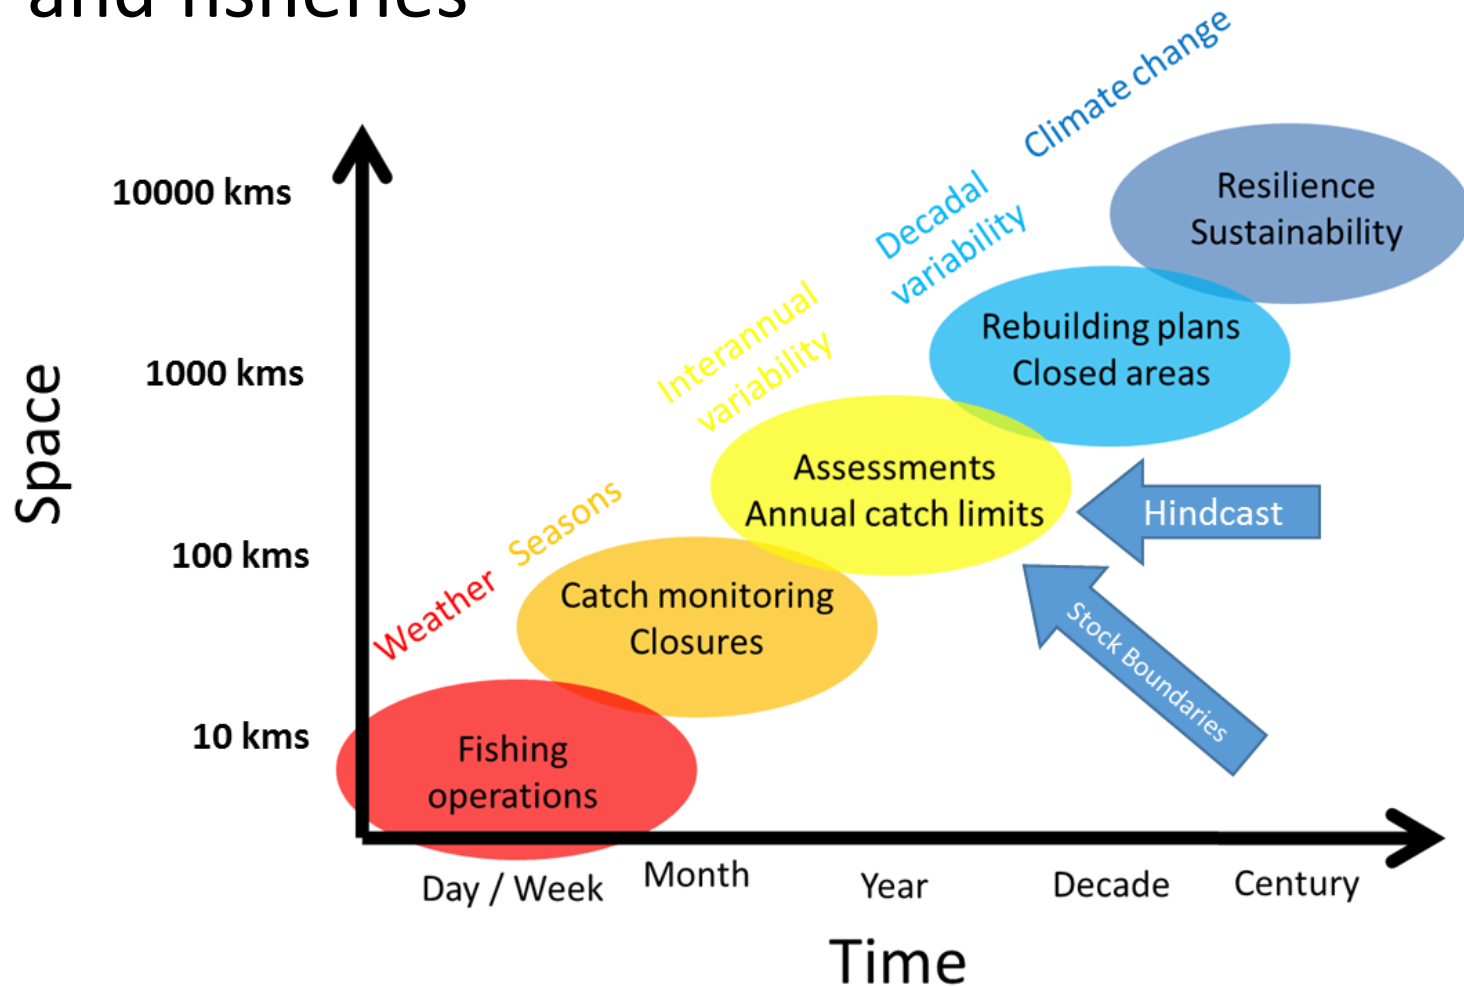 and fisheries
Climate change
Decadal
variability
Interannual
variability
Seasons
Weather
10000 kms
1000 kms
100 kms
10 kms
Space
Resilience
Sustainability
Rebuilding plans
Closed areas
Assessments
Annual catch limits
Hindcast
Stock Boundaries
Catch monitoring
Closures
Fishing
operations
Day / Week
Month
Year
Decade
Century
Time